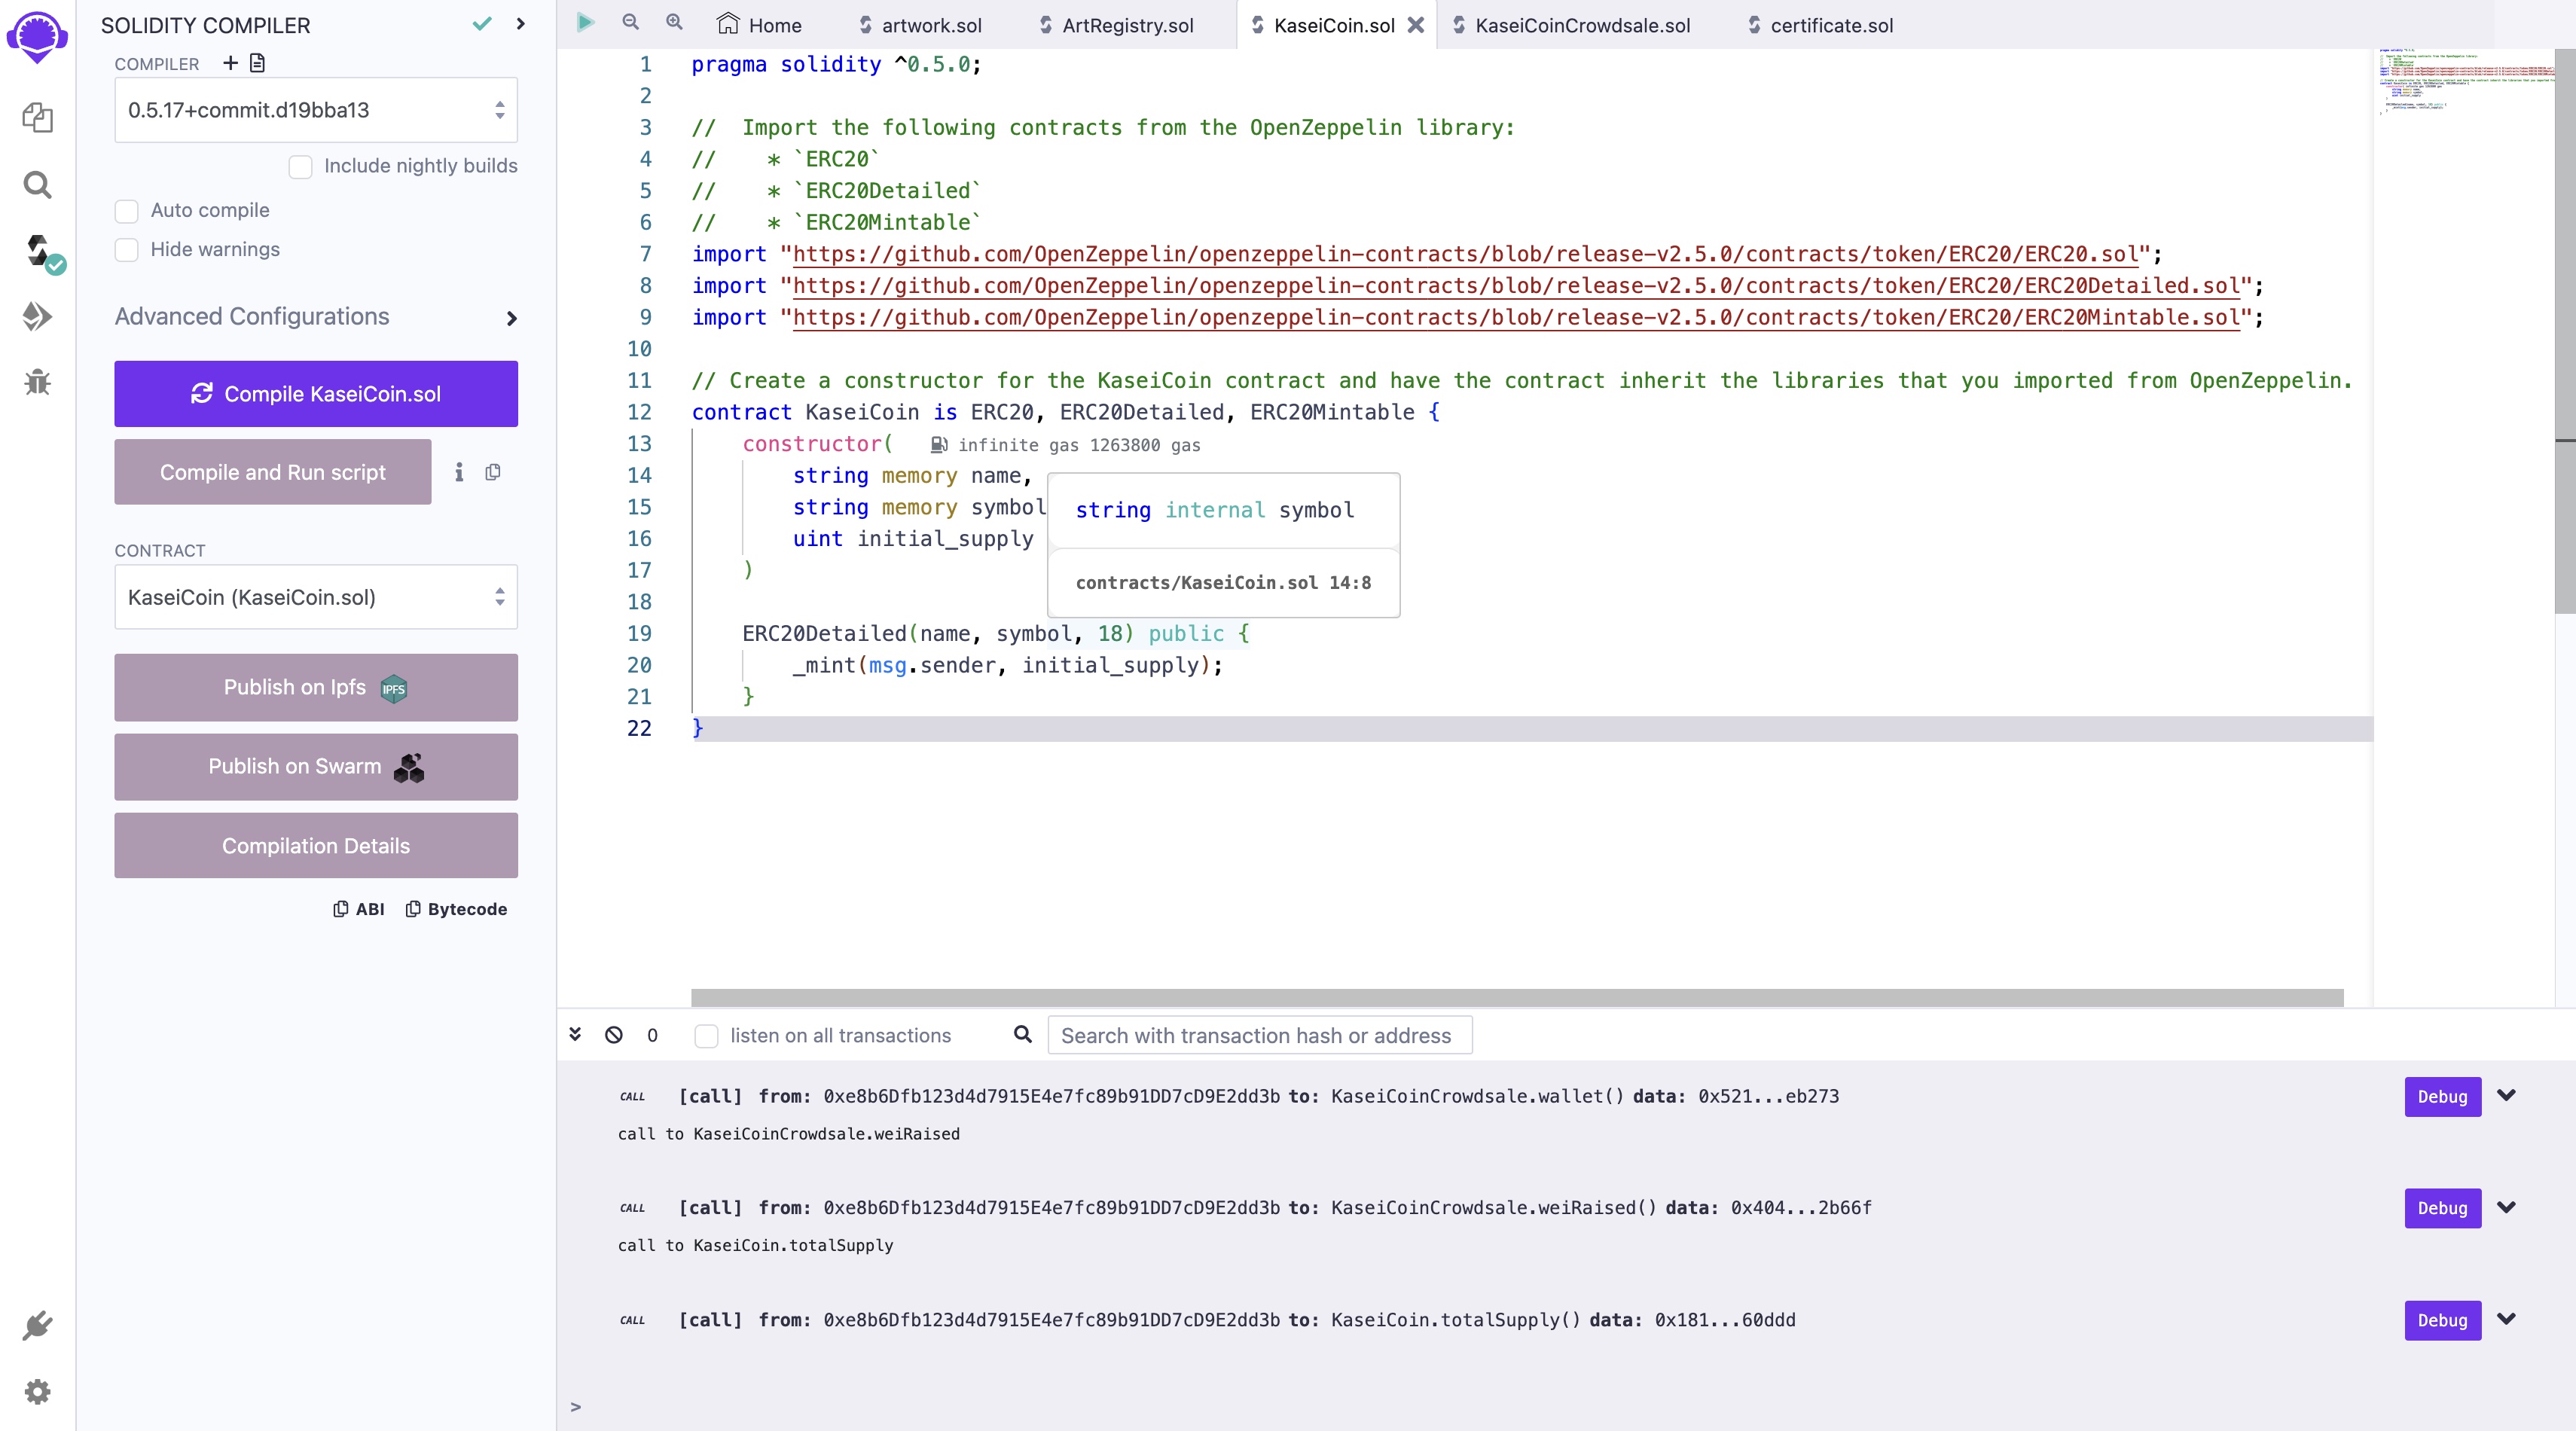 SOLIDITY COMPILER
COMPILER
0.5.17+commit.d19bba13
Include nightly builds
Auto compile
Hide warnings
Advanced Configurations
Compile KaseiCoin.sol
Compile and Run script
CONTRACT
KaseiCoin (KaseiCoin.sol)
Publish on Ipfs IPFS
Publish on Swarm
Compilation Details
ABI Bytecode
Home artwork.sol ArtRegistry.sol KaseiCoin.sol KaseiCoinCrowdsale.sol certificate.sol
1 pragma solidity ^0.5.0;
2
3 //  Import the following contracts from the OpenZeppelin library:
4 //    * `ERC20`
5 //    * `ERC20Detailed`
6 //    * `ERC20Mintable`
7 import "https://github.com/OpenZeppelin/openzeppelin-contracts/blob/release-v2.5.0/contracts/token/ERC20/ERC20.sol";
8 import "https://github.com/OpenZeppelin/openzeppelin-contracts/blob/release-v2.5.0/contracts/token/ERC20/ERC20Detailed.sol";
9 import "https://github.com/OpenZeppelin/openzeppelin-contracts/blob/release-v2.5.0/contracts/token/ERC20/ERC20Mintable.sol";
10
11 // Create a constructor for the KaseiCoin contract and have the contract inherit the libraries that you imported from OpenZeppelin.
12 contract KaseiCoin is ERC20, ERC20Detailed, ERC20Mintable {
13 constructor( infinite gas 1263800 gas
14 string memory name,
15 string memory symbol
16 uint initial_supply
17 )
18
19 ERC20Detailed(name, symbol, 18) public {
20 _mint(msg.sender, initial_supply);
21 }
22 }
string internal symbol
contracts/KaseiCoin.sol 14:8
0 listen on all transactions Search with transaction hash or address
CALL [call] from: 0xe8b6Dfb123d4d7915E4e7fc89b91DD7cD9E2dd3b to: KaseiCoinCrowdsale.wallet() data: 0x521...eb273 Debug
call to KaseiCoinCrowdsale.weiRaised
CALL [call] from: 0xe8b6Dfb123d4d7915E4e7fc89b91DD7cD9E2dd3b to: KaseiCoinCrowdsale.weiRaised() data: 0x404...2b66f Debug
call to KaseiCoin.totalSupply
CALL [call] from: 0xe8b6Dfb123d4d7915E4e7fc89b91DD7cD9E2dd3b to: KaseiCoin.totalSupply() data: 0x181...60ddd Debug
>